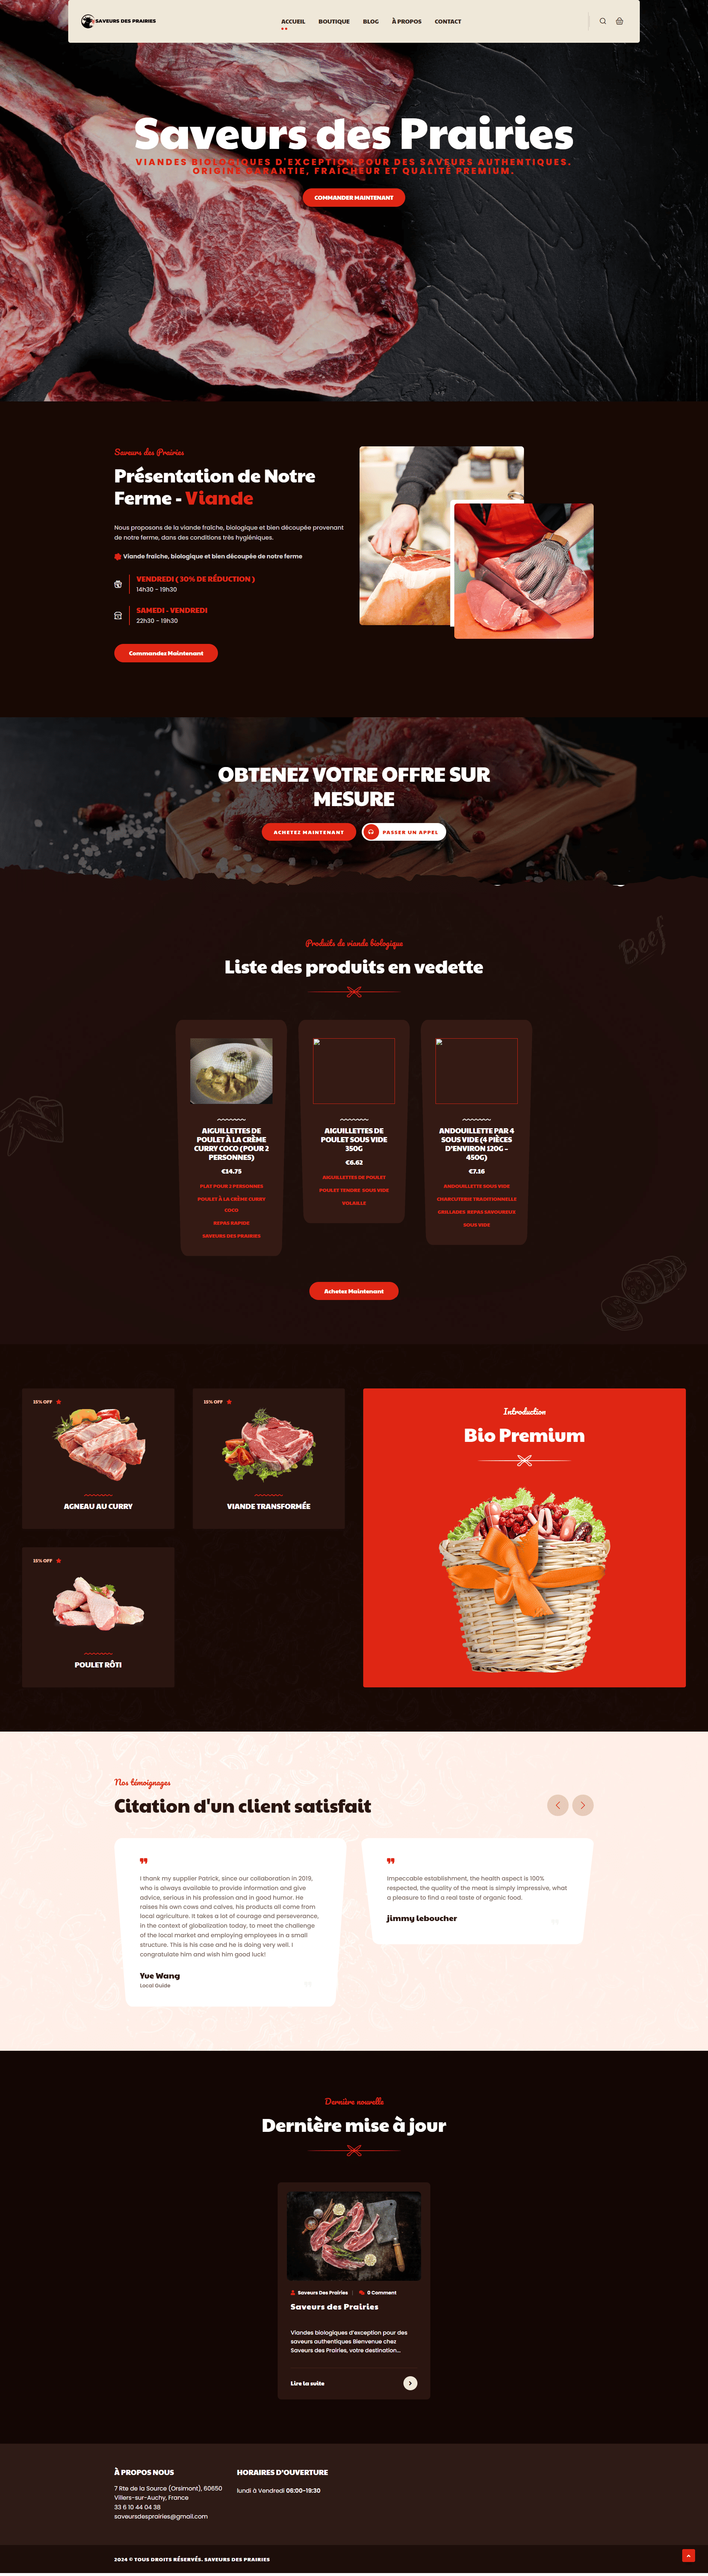 SAVEURS DES PRAIRIES
ACCUEIL
BOUTIQUE
BLOG
À PROPOS
CONTACT
Saveurs des Prairies
VIANDES BIOLOGIQUES D'EXCEPTION POUR DES SAVEURS AUTHENTIQUES.
ORIGINE GARANTIE, FRAÎCHEUR ET QUALITÉ PREMIUM.
COMMANDER MAINTENANT
Saveurs des Prairies
Présentation de Notre
Ferme - Viande
Nous proposons de la viande fraîche, biologique et bien découpée provenant
de notre ferme, dans des conditions très hygiéniques.
Viande fraîche, biologique et bien découpée de notre ferme
VENDREDI ( 30% DE RÉDUCTION )
14h30 - 19h30
SAMEDI - VENDREDI
22h30 - 19h30
Commandez Maintenant
OBTENEZ VOTRE OFFRE SUR
MESURE
ACHETEZ MAINTENANT
PASSER UN APPEL
Beef
Produits de viande biologique
Liste des produits en vedette
AIGUILLETTES DE
POULET À LA CRÈME
CURRY COCO (POUR 2
PERSONNES)
€14.75
PLAT POUR 2 PERSONNES
POULET À LA CRÈME CURRY
COCO
REPAS RAPIDE
SAVEURS DES PRAIRIES
AIGUILLETTES DE
POULET SOUS VIDE
350G
€6.62
AIGUILLETTES DE POULET
POULET TENDRE SOUS VIDE
VOLAILLE
ANDOUILLETTE PAR 4
SOUS VIDE (4 PIÈCES
D'ENVIRON 120G –
450G)
€7.16
ANDOUILLETTE SOUS VIDE
CHARCUTERIE TRADITIONNELLE
GRILLADES REPAS SAVOUREUX
SOUS VIDE
Achetez Maintenant
15% OFF
AGNEAU AU CURRY
15% OFF
VIANDE TRANSFORMÉE
15% OFF
POULET RÔTI
Introduction
Bio Premium
Nos témoignages
Citation d'un client satisfait
I thank my supplier Patrick, since our collaboration in 2019,
who is always available to provide information and give
advice, serious in his profession and in good humor. He
raises his own cows and calves, his products all come from
local agriculture. It takes a lot of courage and perseverance,
in the context of globalization today, to meet the challenge
of the local market and employing employees in a small
structure. This is his case and he is doing very well. I
congratulate him and wish him good luck!
Yue Wang
Local Guide
Impeccable establishment, the health aspect is 100%
respected, the quality of the meat is simply impressive, what
a pleasure to find a real taste of organic food.
jimmy leboucher
Dernière nouvelle
Dernière mise à jour
Saveurs Des Prairies
0 Comment
Saveurs des Prairies
Viandes biologiques d'exception pour des
saveurs authentiques Bienvenue chez
Saveurs des Prairies, votre destination...
Lire la suite
À PROPOS NOUS
7 Rte de la Source (Orsimont), 60650
Villers-sur-Auchy, France
33 6 10 44 04 38
saveursdesprairies@gmail.com
HORAIRES D'OUVERTURE
lundi à Vendredi 06:00-19:30
2024 © TOUS DROITS RÉSERVÉS. SAVEURS DES PRAIRIES